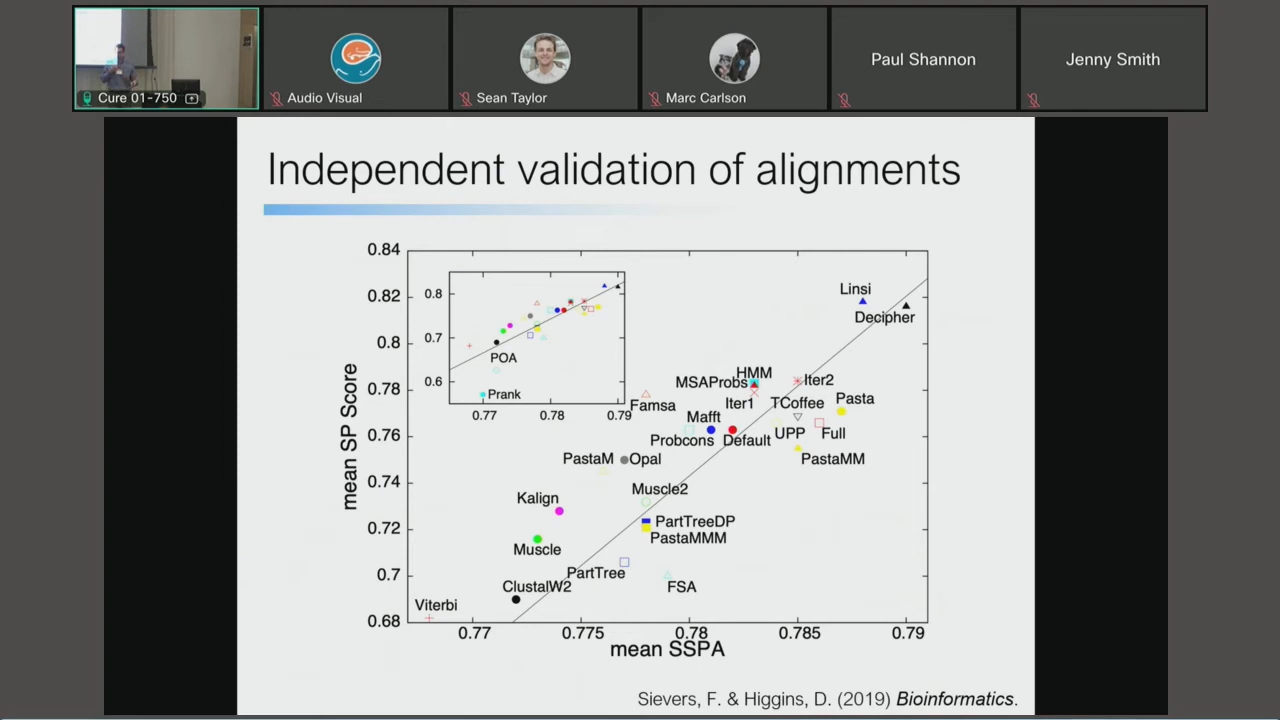 Cure 01-750
Audio Visual
Sean Taylor
Marc Carlson
Paul Shannon
Jenny Smith
Independent validation of alignments
0.84
0.82
0.8
0.78
0.76
0.74
0.72
0.7
0.68
mean SP Score
0.8
0.7
0.6
POA
Prank
0.77
0.78
0.79
Linsi
Decipher
HMM
MSAProbs
Iter2
Famsa
Iter1
TCoffee
Pasta
Mafft
Probcons
Default
UPP
Full
PastaM
Opal
PastaMM
Muscle2
Kalign
PartTreeDP
PastaMMM
Muscle
PartTree
FSA
ClustalW2
Viterbi
0.77
0.775
0.78
0.785
0.79
mean SSPA
Sievers, F. & Higgins, D. (2019) Bioinformatics.